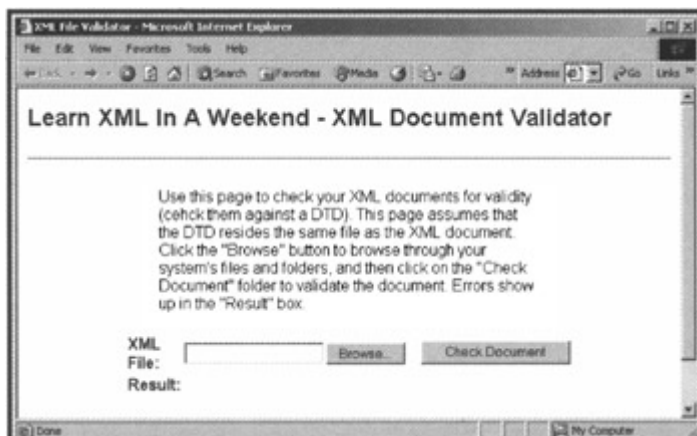 XML File Validator - Microsoft Internet Explorer
File Edit View Favorites Tools Help
Back Search Favorites Media Address Go Links »
Learn XML In A Weekend - XML Document Validator
Use this page to check your XML documents for validity
(cehck them against a DTD). This page assumes that
the DTD resides the same file as the XML document.
Click the "Browse" button to browse through your
system's files and folders, and then click on the "Check
Document" folder to validate the document. Errors show
up in the "Result" box.
XML
File:
Browse... Check Document
Result:
Done My Computer